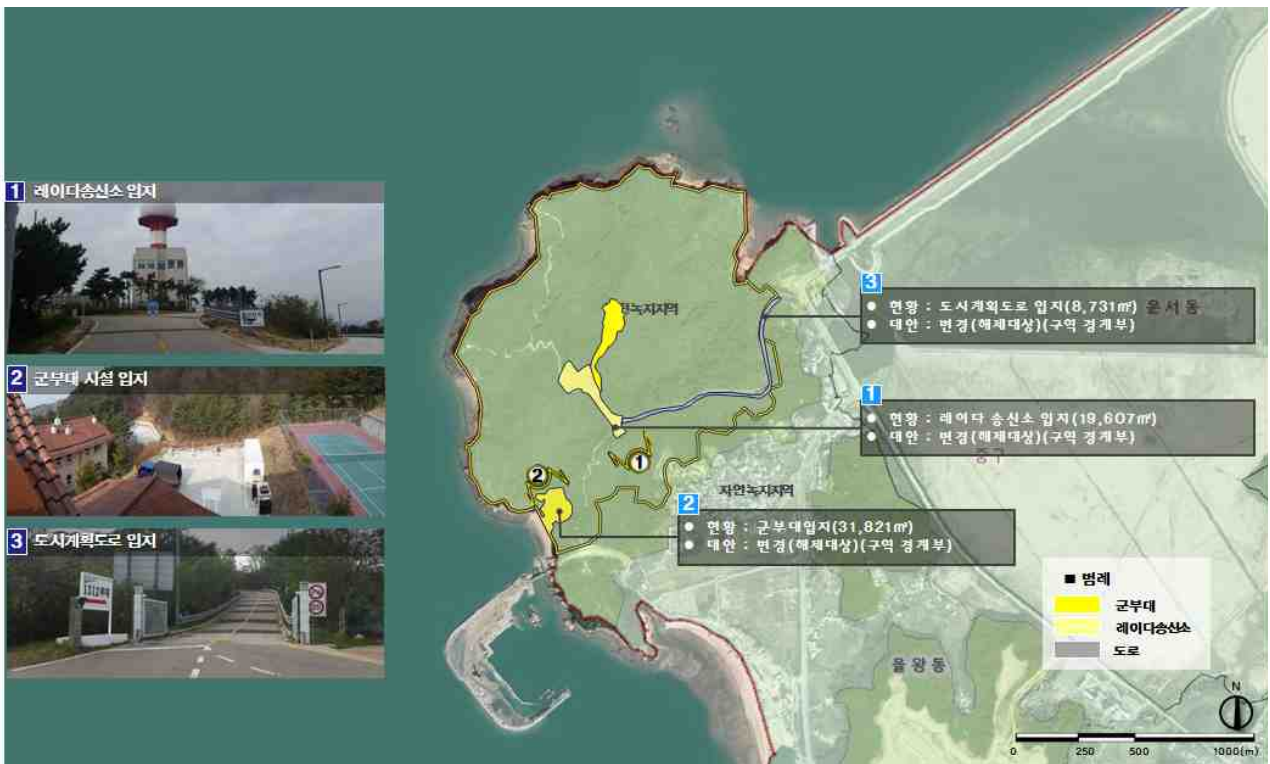 1 레이다송신소 입지
2 군부대 시설 입지
3 도시계획도로 입지
녹지지역
3
● 현황 : 도시계획도로 입지(8,731㎡)
● 대안 : 변경(해제대상)(구역 경계부)
운서동
1
● 현황 : 레이다 송신소 입지(19,607㎡)
● 대안 : 변경(해제대상)(구역 경계부)
중구
1
2
자연녹지지역
2
● 현황 : 군부대입지(31,821㎡)
● 대안 : 변경(해제대상)(구역 경계부)
■ 범례
군부대
레이다송신소
도로
을왕동
N
0 250 500 1000(m)